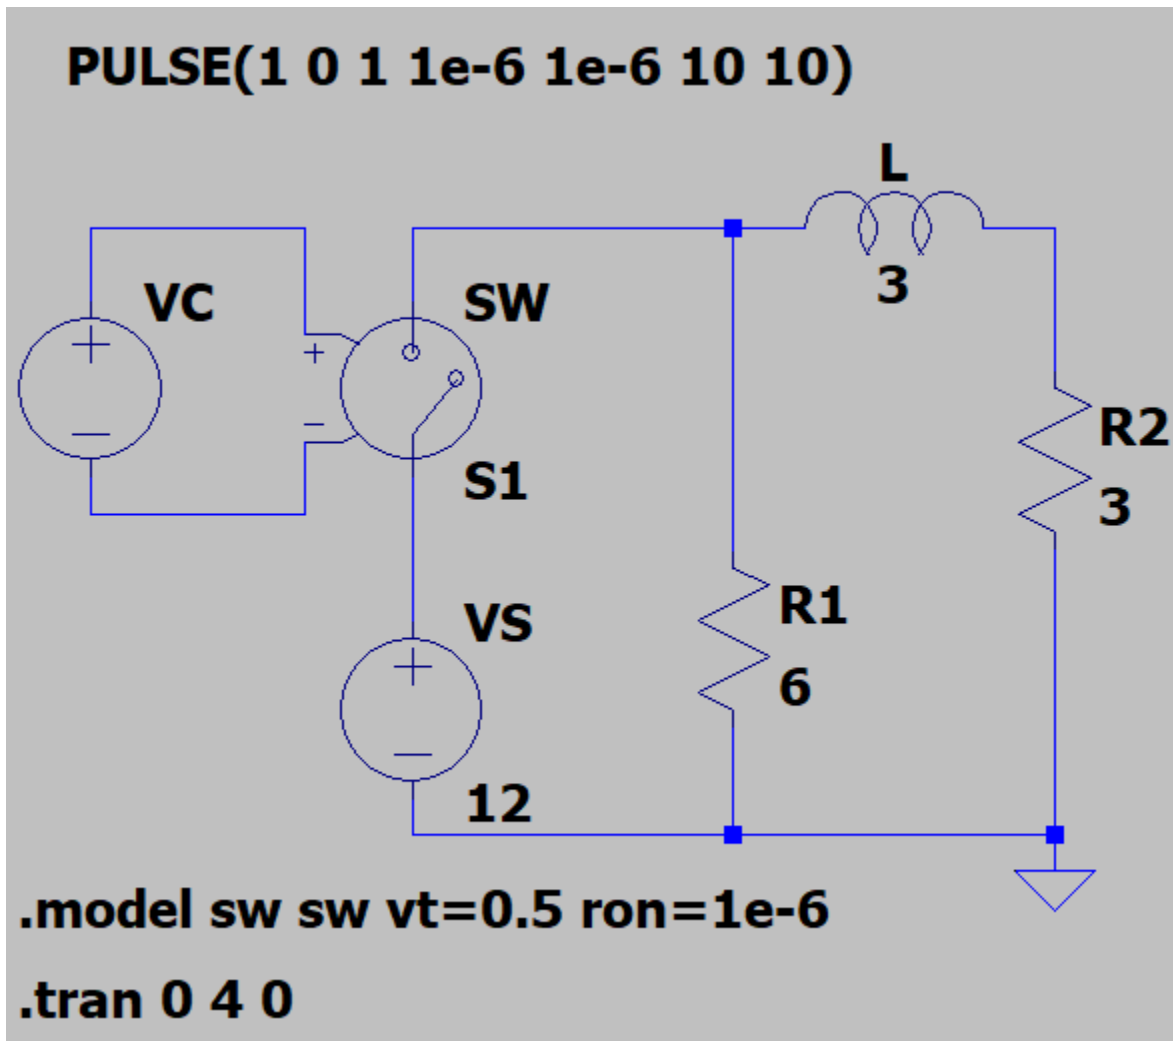 PULSE(1 0 1 1e-6 1e-6 10 10)
L
3
VC
SW
+
−
S1
R2
3
VS
12
R1
6
.model sw sw vt=0.5 ron=1e-6
.tran 0 4 0